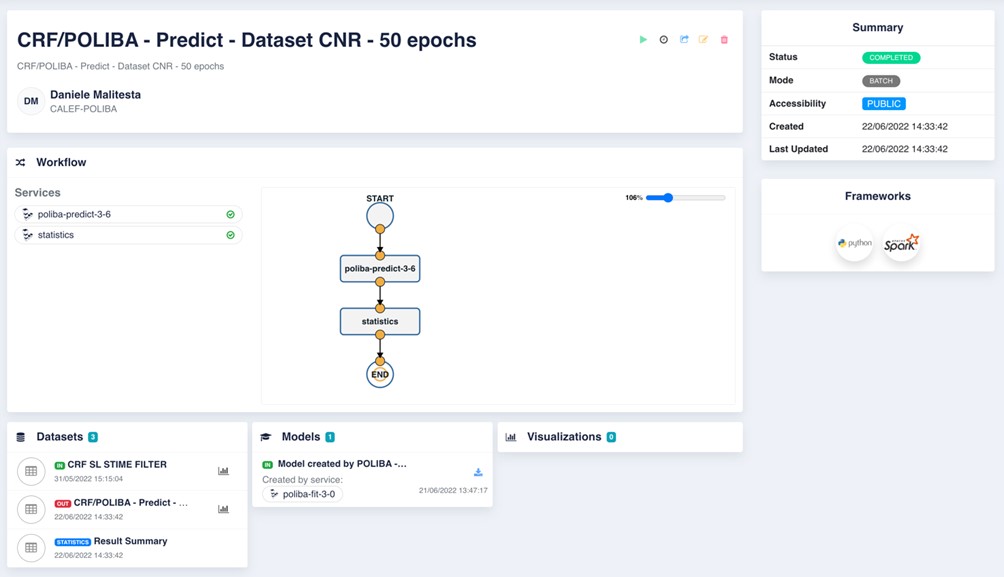 CRF/POLIBA - Predict - Dataset CNR - 50 epochs
CRF/POLIBA - Predict - Dataset CNR - 50 epochs
DM
Daniele Malitesta
CALEF-POLIBA
Workflow
Services
poliba-predict-3-6
statistics
106%
START
poliba-predict-3-6
statistics
END
Datasets 3
IN CRF SL STIME FILTER
31/05/2022 15:15:04
OUT CRF/POLIBA - Predict - ...
22/06/2022 14:33:42
STATISTICS Result Summary
22/06/2022 14:33:42
Models 1
IN Model created by POLIBA -...
Created by service:
poliba-fit-3-0
21/06/2022 13:47:17
Visualizations 0
Summary
Status COMPLETED
Mode BATCH
Accessibility PUBLIC
Created 22/06/2022 14:33:42
Last Updated 22/06/2022 14:33:42
Frameworks
python
Spark